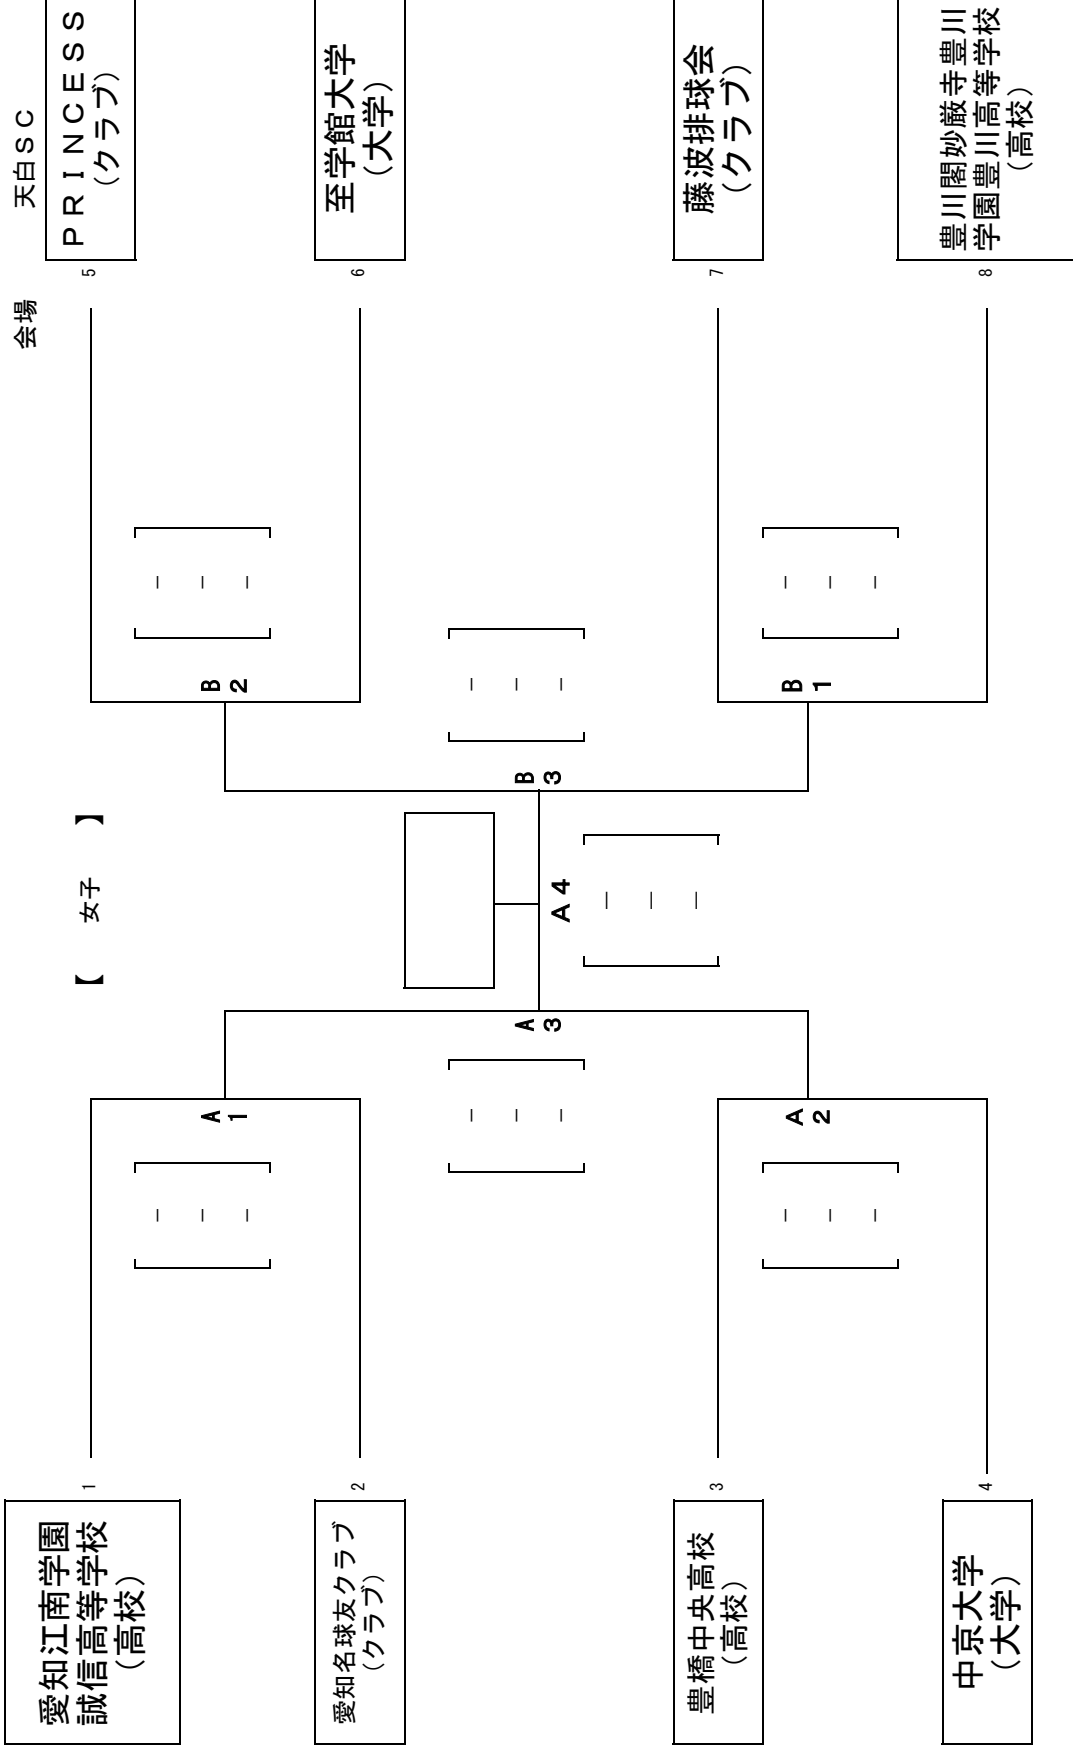 【　女子　】
会場　天白ＳＣ
愛知江南学園
誠信高等学校
（高校）
1
愛知名球友クラブ
（クラブ）
2
豊橋中央高校
（高校）
3
中京大学
（大学）
4
ＰＲＩＮＣＥＳＳ
（クラブ）
5
至学館大学
（大学）
6
藤波排球会
（クラブ）
7
豊川閣妙厳寺豊川
学園豊川高等学校
（高校）
8
A1
－
－
－
A2
－
－
－
A3
－
－
－
A4
－
－
－
B2
－
－
－
B1
－
－
－
B3
－
－
－